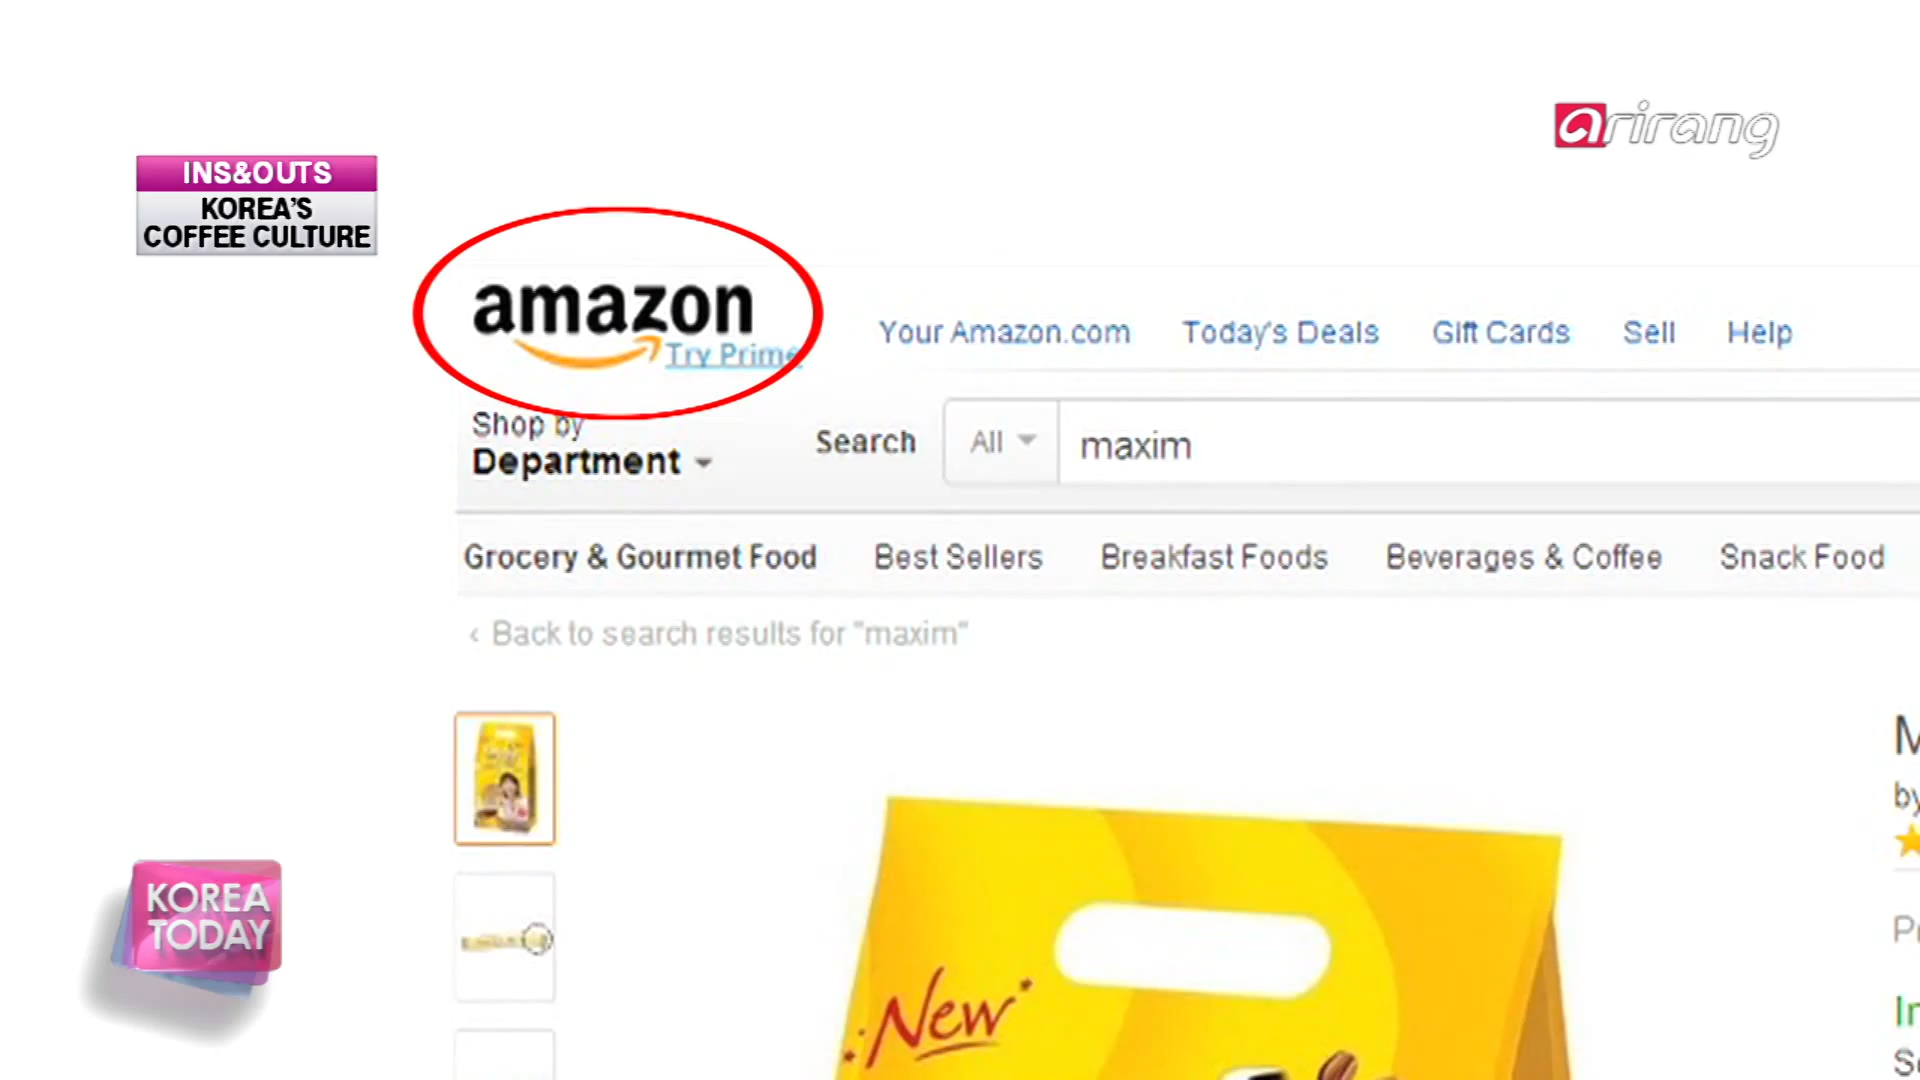 arirang
INS&OUTS
KOREA'S
COFFEE CULTURE
amazon
Try Prime
Your Amazon.com Today's Deals Gift Cards Sell Help
Shop by
Department
Search All maxim
Grocery & Gourmet Food Best Sellers Breakfast Foods Beverages & Coffee Snack Food
‹ Back to search results for "maxim"
by
New
KOREA
TODAY